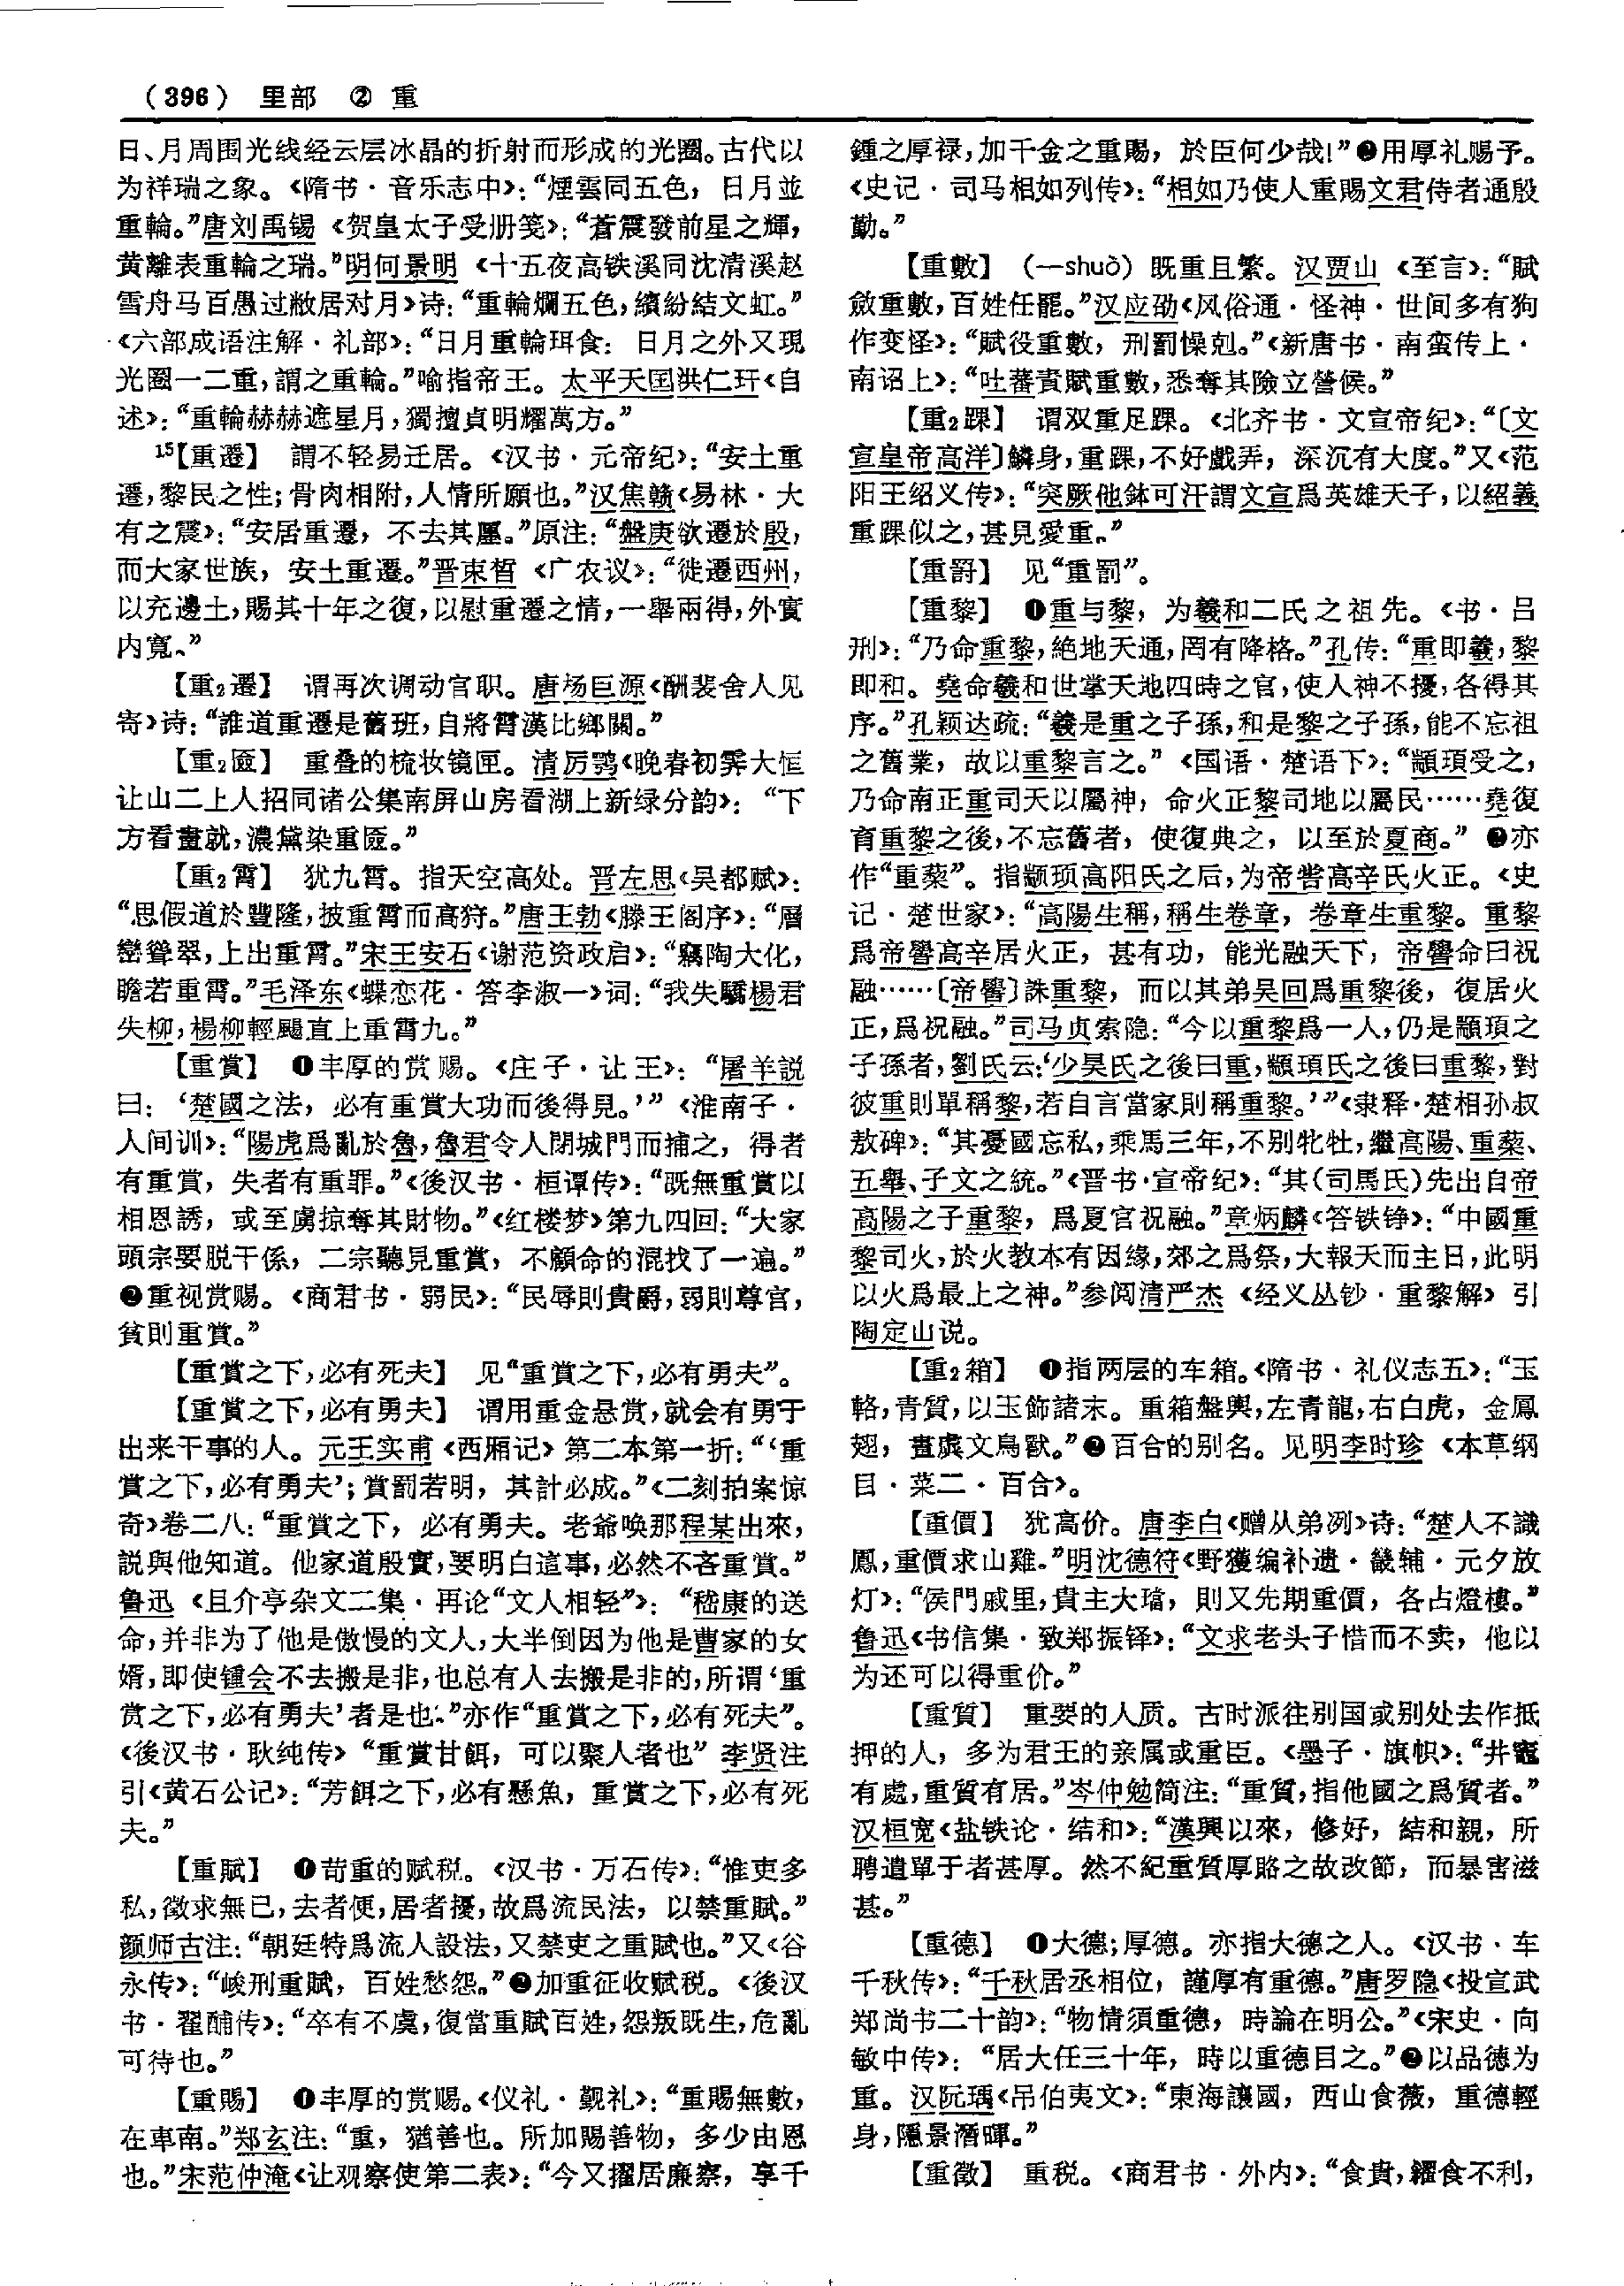 （396） 里部 ② 重
日、月周围光线经云层冰晶的折射而形成的光圈。古代以
为祥瑞之象。《隋书·音乐志中》：“煙雲同五色，日月並
重輪。”唐刘禹锡《贺皇太子受册笺》：“蒼震發前星之輝，
黄離表重輪之瑞。”明何景明《十五夜高铁溪同沈清溪赵
雪舟马百愚过敝居对月》诗：“重輪爛五色，繽紛結文虹。”
《六部成语注解·礼部》：“日月重輪珥食：日月之外又現
光圈一二重，謂之重輪。”喻指帝王。太平天国洪仁玕《自
述》：“重輪赫赫遮星月，獨擅貞明耀萬方。”
15【重遷】 謂不轻易迁居。《汉书·元帝纪》：“安土重
遷，黎民之性；骨肉相附，人情所願也。”汉焦赣《易林·大
有之震》：“安居重遷，不去其廛。”原注：“盤庚欲遷於殷，
而大家世族，安土重遷。”晋束皙《广农议》：“徙遷西州，
以充邊土，賜其十年之復，以慰重遷之情，一舉兩得，外實
内寬。”
【重₂遷】 谓再次调动官职。唐杨巨源《酬裴舍人见
寄》诗：“誰道重遷是舊班，自將霄漢比鄉關。”
【重₂匳】 重叠的梳妆镜匣。清厉鹗《晚春初霁大恒
让山二上人招同诸公集南屏山房看湖上新绿分韵》：“下
方看畫就，濃黛染重匳。”
【重₂霄】 犹九霄。指天空高处。晋左思《吴都赋》：
“思假道於豐隆，披重霄而高狩。”唐王勃《滕王阁序》：“層
巒聳翠，上出重霄。”宋王安石《谢范资政启》：“竊陶大化，
瞻若重霄。”毛泽东《蝶恋花·答李淑一》词：“我失驕楊君
失柳，楊柳輕颺直上重霄九。”
【重賞】 ❶丰厚的赏赐。《庄子·让王》：“屠羊説
曰：‘楚國之法，必有重賞大功而後得見。’”《淮南子·
人间训》：“陽虎爲亂於魯，魯君令人閉城門而捕之，得者
有重賞，失者有重罪。”《後汉书·桓谭传》：“既無重賞以
相恩誘，或至虜掠奪其財物。”《红楼梦》第九四回：“大家
頭宗要脱干係，二宗聽見重賞，不顧命的混找了一遍。”
❷重视赏赐。《商君书·弱民》：“民辱則貴爵，弱則尊官，
貧則重賞。”
【重賞之下，必有死夫】 见“重賞之下，必有勇夫”。
【重賞之下，必有勇夫】 谓用重金悬赏，就会有勇于
出来干事的人。元王实甫《西厢记》第二本第一折：“‘重
賞之下，必有勇夫’；賞罰若明，其計必成。”《二刻拍案惊
奇》卷二八：“重賞之下，必有勇夫。老爺唤那程某出來，
説與他知道。他家道殷實，要明白這事，必然不吝重賞。”
鲁迅《且介亭杂文二集·再论“文人相轻”》：“嵇康的送
命，并非为了他是傲慢的文人，大半倒因为他是曹家的女
婿，即使锺会不去搬是非，也总有人去搬是非的，所谓‘重
赏之下，必有勇夫’者是也。”亦作“重賞之下，必有死夫”。
《後汉书·耿纯传》“重賞甘餌，可以聚人者也”李贤注
引《黄石公记》：“芳餌之下，必有懸魚，重賞之下，必有死
夫。”
【重賦】 ❶苛重的赋税。《汉书·万石传》：“惟吏多
私，徵求無已，去者便，居者擾，故爲流民法，以禁重賦。”
颜师古注：“朝廷特爲流人設法，又禁吏之重賦也。”又《谷
永传》：“峻刑重賦，百姓愁怨。”❷加重征收赋税。《後汉
书·翟酺传》：“卒有不虞，復當重賦百姓，怨叛既生，危亂
可待也。”
【重賜】 ❶丰厚的赏赐。《仪礼·觐礼》：“重賜無數，
在車南。”郑玄注：“重，猶善也。所加賜善物，多少由恩
也。”宋范仲淹《让观察使第二表》：“今又擢居廉察，享千
鍾之厚禄，加千金之重賜，於臣何少哉！”❷用厚礼赐予。
《史记·司马相如列传》：“相如乃使人重賜文君侍者通殷
勤。”
【重數】 （—shuò）既重且繁。汉贾山《至言》：“賦
斂重數，百姓任罷。”汉应劭《风俗通·怪神·世间多有狗
作变怪》：“賦役重數，刑罰懆剋。”《新唐书·南蛮传上·
南诏上》：“吐蕃責賦重數，悉奪其險立營候。”
【重₂踝】 谓双重足踝。《北齐书·文宣帝纪》：“〔文
宣皇帝高洋〕鱗身，重踝，不好戲弄，深沉有大度。”又《范
阳王绍义传》：“突厥他鉢可汗謂文宣爲英雄天子，以紹義
重踝似之，甚見愛重。”
【重罸】 见“重罰”。
【重黎】 ❶重与黎，为羲和二氏之祖先。《书·吕
刑》：“乃命重黎，絶地天通，罔有降格。”孔传：“重即羲，黎
即和。堯命羲和世掌天地四時之官，使人神不擾，各得其
序。”孔颖达疏：“羲是重之子孫，和是黎之子孫，能不忘祖
之舊業，故以重黎言之。”《国语·楚语下》：“顓頊受之，
乃命南正重司天以屬神，命火正黎司地以屬民……堯復
育重黎之後，不忘舊者，使復典之，以至於夏商。”❷亦
作“重藜”。指颛顼高阳氏之后，为帝喾高辛氏火正。《史
记·楚世家》：“高陽生稱，稱生卷章，卷章生重黎。重黎
爲帝嚳高辛居火正，甚有功，能光融天下，帝嚳命曰祝
融……〔帝嚳〕誅重黎，而以其弟吴回爲重黎後，復居火
正，爲祝融。”司马贞索隐：“今以重黎爲一人，仍是顓頊之
子孫者，劉氏云：‘少昊氏之後曰重，顓頊氏之後曰重黎，對
彼重則單稱黎，若自言當家則稱重黎。’”《隶释·楚相孙叔
敖碑》：“其憂國忘私，乘馬三年，不别牝牡，繼高陽、重藜、
五舉、子文之統。”《晋书·宣帝纪》：“其（司馬氏）先出自帝
高陽之子重黎，爲夏官祝融。”章炳麟《答铁铮》：“中國重
黎司火，於火教本有因緣，郊之爲祭，大報天而主日，此明
以火爲最上之神。”参阅清严杰《经义丛钞·重黎解》引
陶定山说。
【重₂箱】 ❶指两层的车箱。《隋书·礼仪志五》：“玉
輅，青質，以玉飾諸末。重箱盤輿，左青龍，右白虎，金鳳
翅，畫虡文鳥獸。”❷百合的别名。见明李时珍《本草纲
目·菜二·百合》。
【重價】 犹高价。唐李白《赠从弟冽》诗：“楚人不識
鳳，重價求山雞。”明沈德符《野獲编补遗·畿辅·元夕放
灯》：“侯門戚里，貴主大璫，則又先期重價，各占燈樓。”
鲁迅《书信集·致郑振铎》：“文求老头子惜而不卖，他以
为还可以得重价。”
【重質】 重要的人质。古时派往别国或别处去作抵
押的人，多为君王的亲属或重臣。《墨子·旗帜》：“井竈
有處，重質有居。”岑仲勉简注：“重質，指他國之爲質者。”
汉桓宽《盐铁论·结和》：“漢興以來，修好，結和親，所
聘遺單于者甚厚。然不紀重質厚賂之故改節，而暴害滋
甚。”
【重德】 ❶大德；厚德。亦指大德之人。《汉书·车
千秋传》：“千秋居丞相位，謹厚有重德。”唐罗隐《投宣武
郑尚书二十韵》：“物情須重德，時論在明公。”《宋史·向
敏中传》：“居大任三十年，時以重德目之。”❷以品德为
重。汉阮瑀《吊伯夷文》：“東海讓國，西山食薇，重德輕
身，隱景潛暉。”
【重徵】 重税。《商君书·外内》：“食貴，糴食不利，